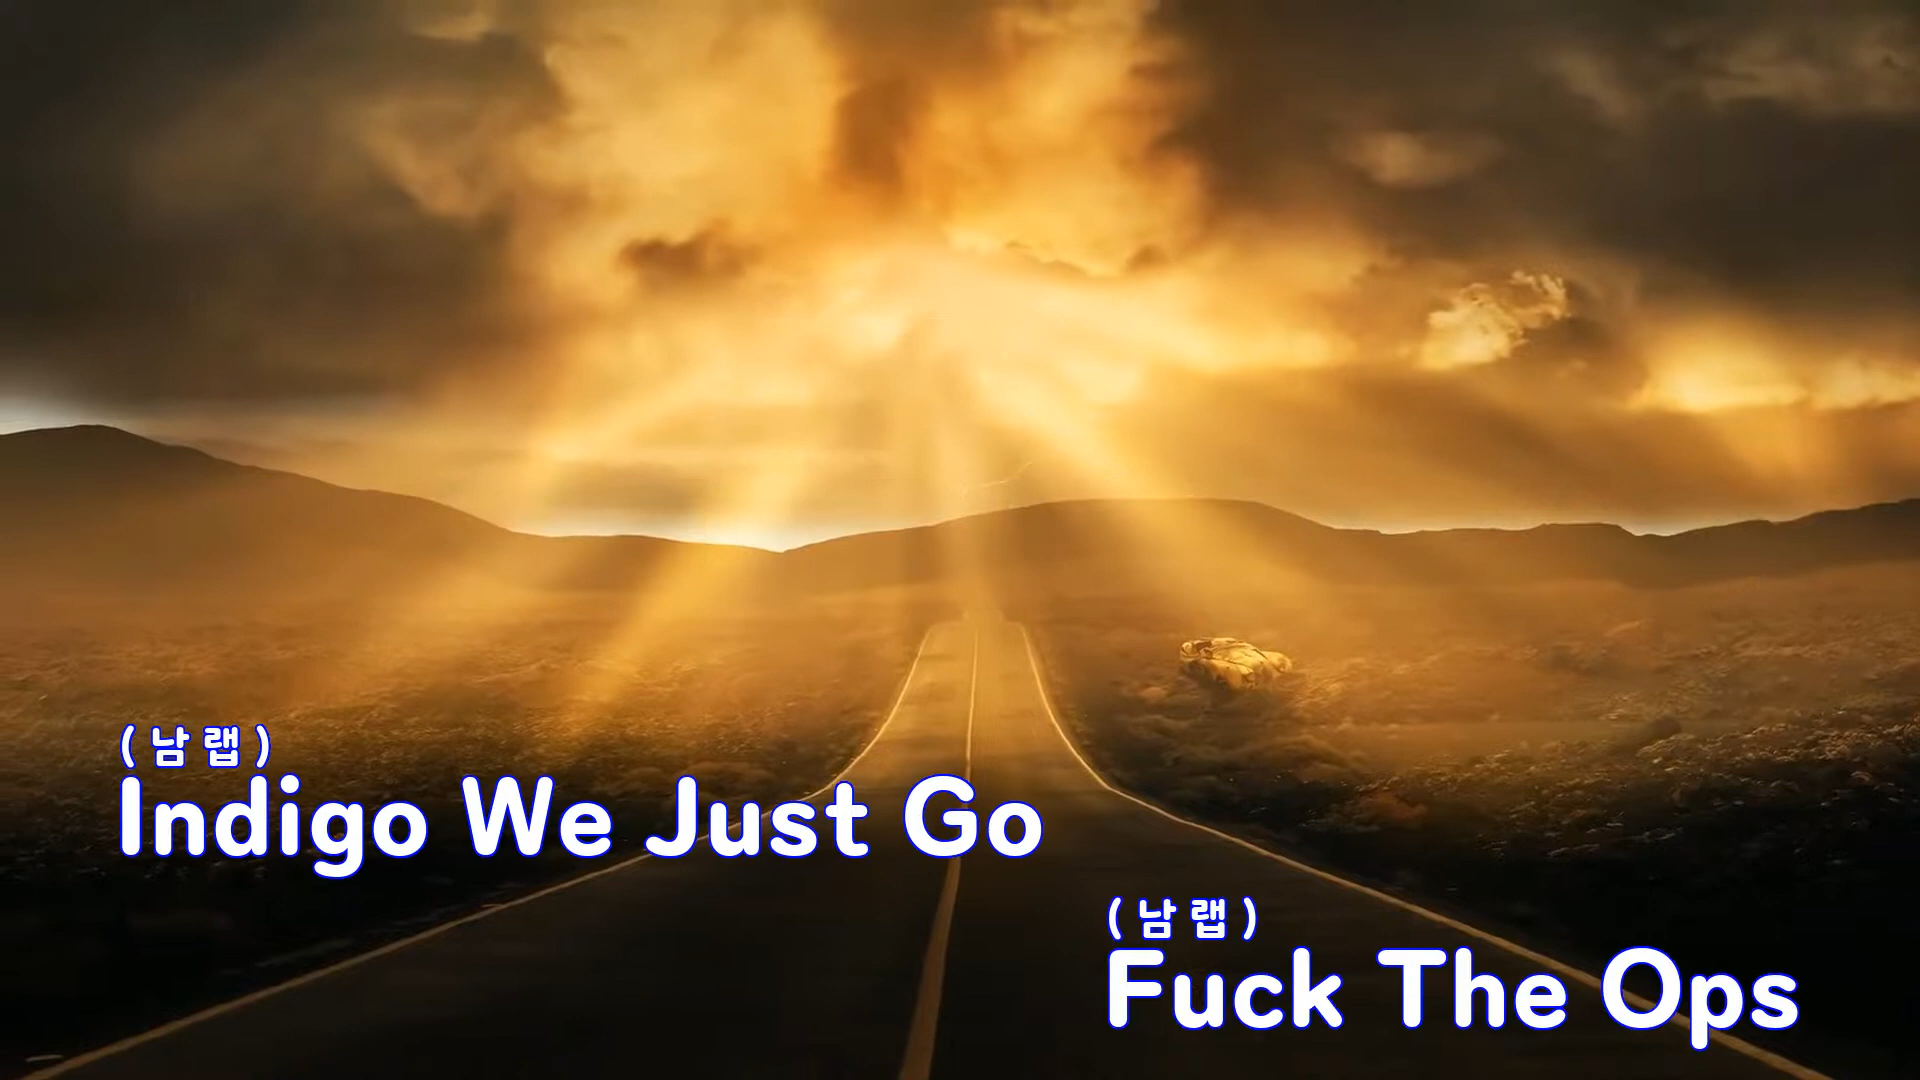 ( 남 랩 )
Indigo We Just Go
( 남 랩 )
Fuck The Ops